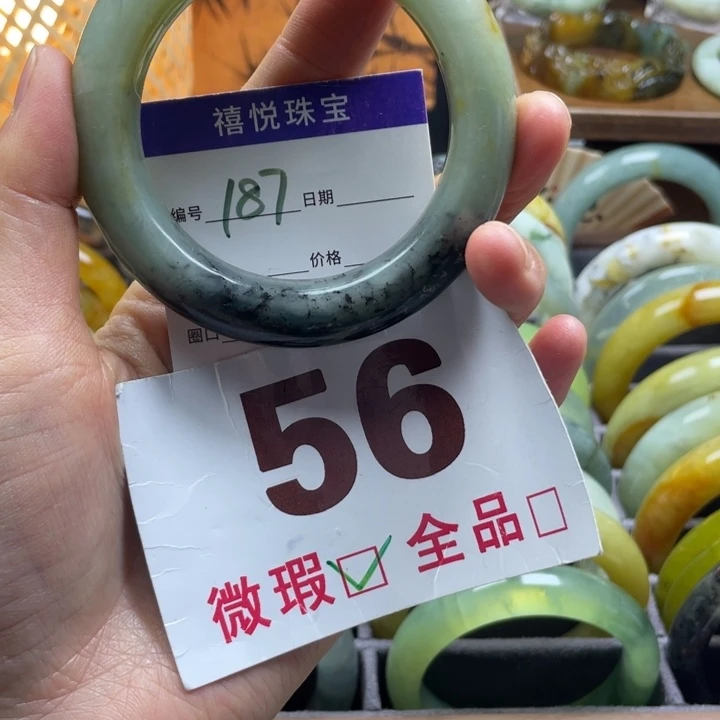 禧悦珠宝
编号 187 日期
价格
圈口
56
微瑕☑ 全品☐